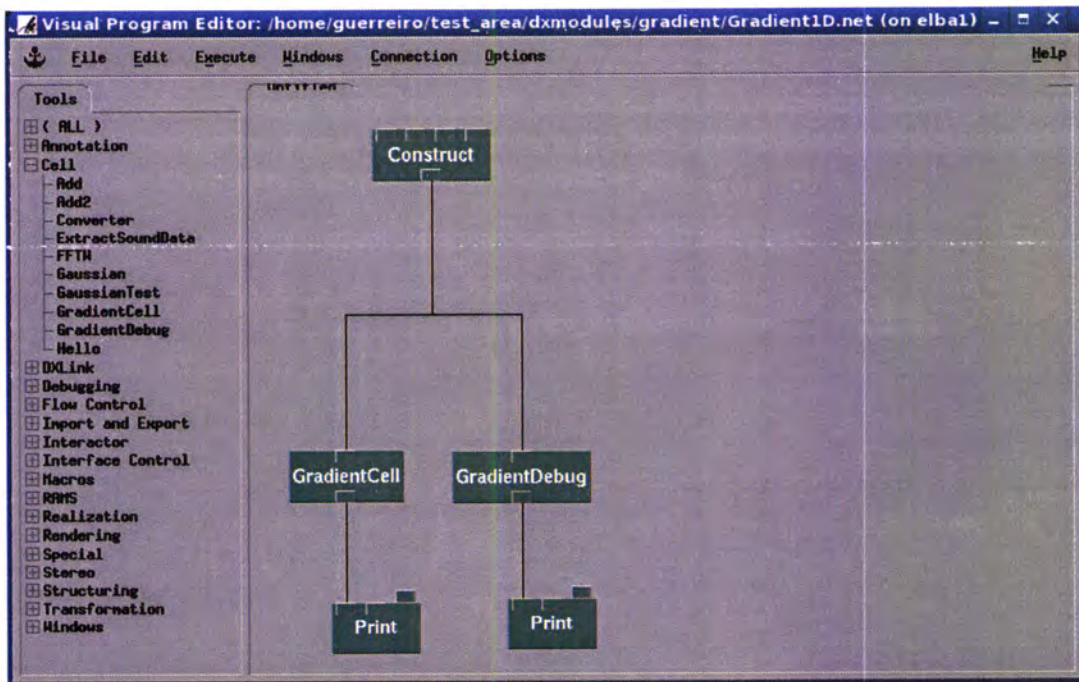 Visual Program Editor: /home/guerreiro/test_area/dxmodules/gradient/Gradient1D.net (on elba1)
File Edit Execute Windows Connection Options Help
Tools
Untitled
( ALL )
Annotation
Cell
Add
Add2
Converter
ExtractSoundData
FFTW
Gaussian
GaussianTest
GradientCell
GradientDebug
Hello
DXLink
Debugging
Flow Control
Import and Export
Interactor
Interface Control
Macros
RAMS
Realization
Rendering
Special
Stereo
Structuring
Transformation
Windows
Construct
GradientCell
GradientDebug
Print
Print